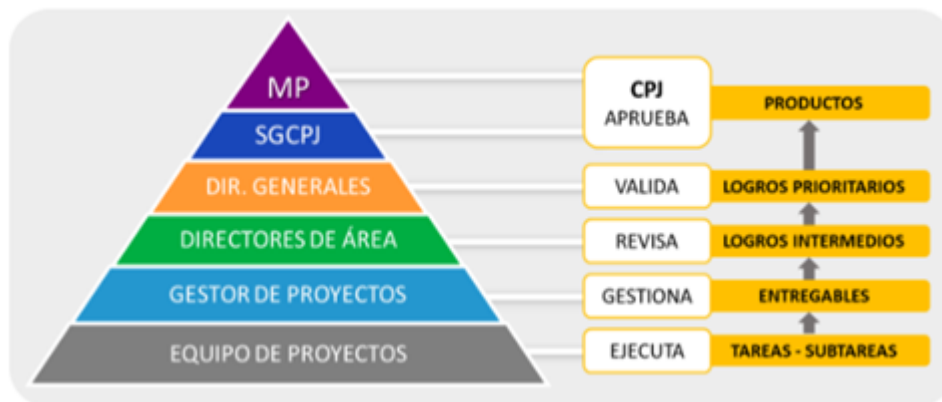 MP
SGCPJ
DIR. GENERALES
DIRECTORES DE ÁREA
GESTOR DE PROYECTOS
EQUIPO DE PROYECTOS
CPJ
APRUEBA
VALIDA
REVISA
GESTIONA
EJECUTA
PRODUCTOS
LOGROS PRIORITARIOS
LOGROS INTERMEDIOS
ENTREGABLES
TAREAS - SUBTAREAS